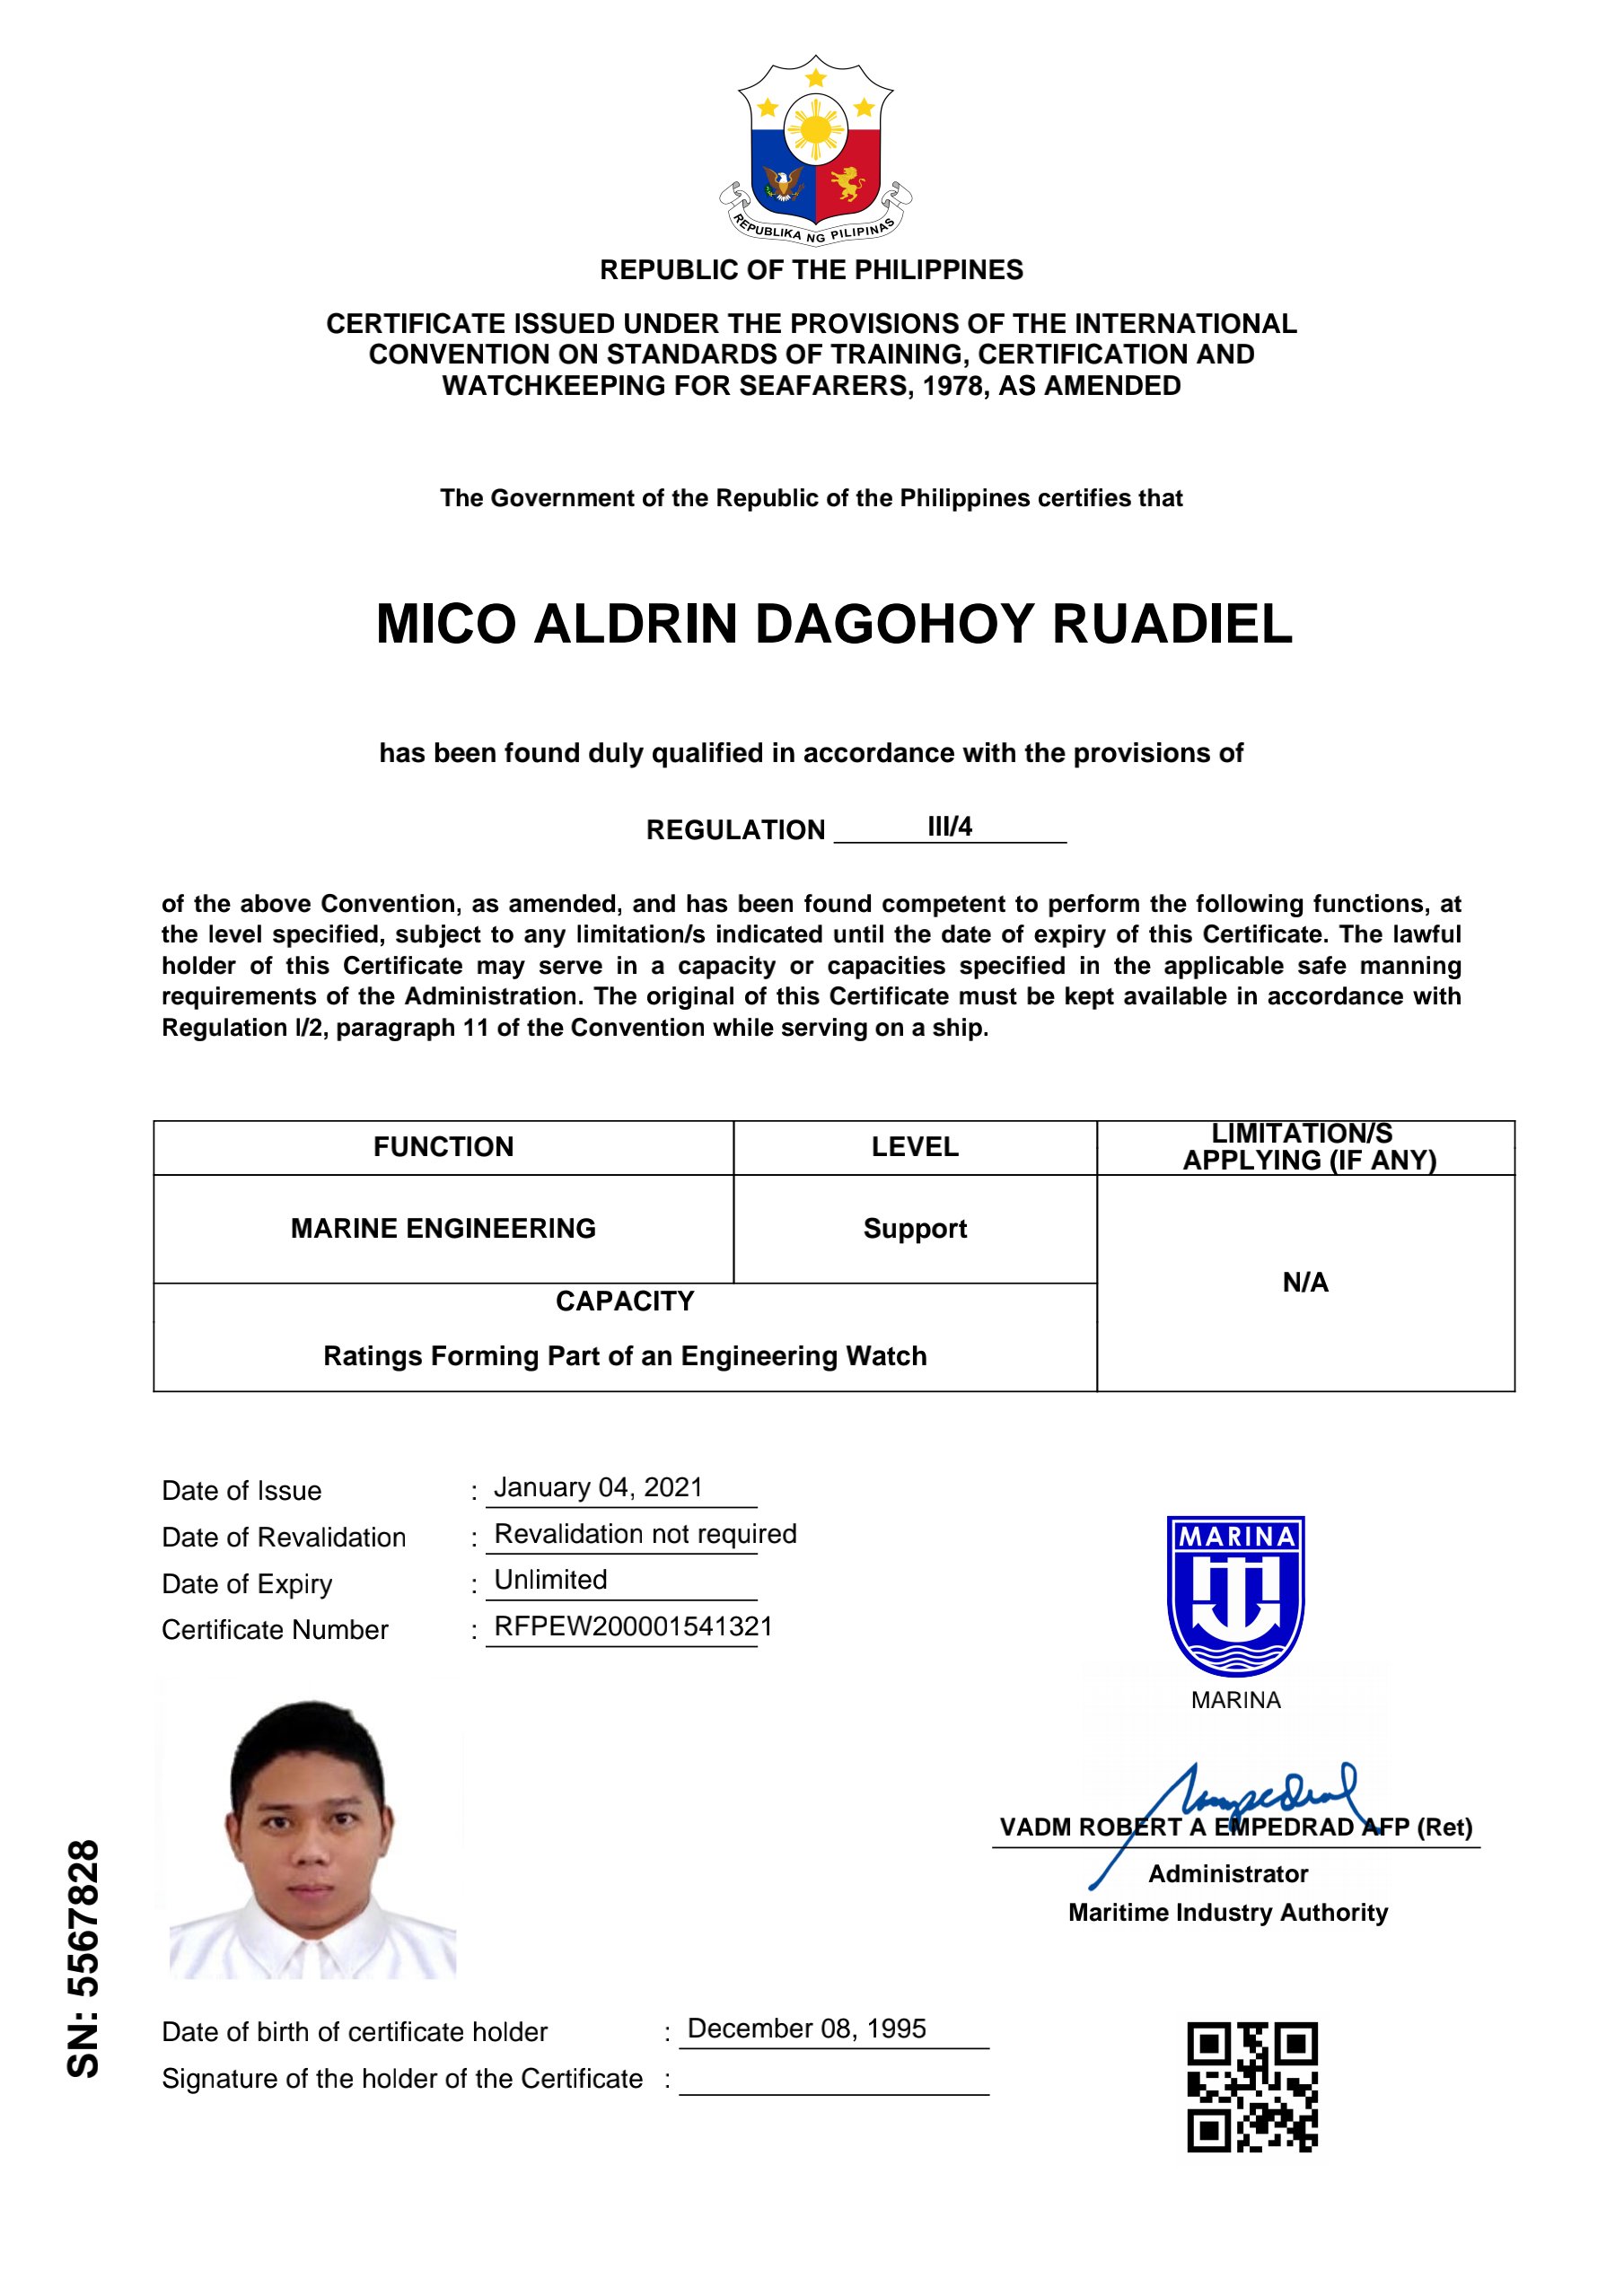 REPUBLIKA NG PILIPINAS
REPUBLIC OF THE PHILIPPINES
CERTIFICATE ISSUED UNDER THE PROVISIONS OF THE INTERNATIONAL
CONVENTION ON STANDARDS OF TRAINING, CERTIFICATION AND
WATCHKEEPING FOR SEAFARERS, 1978, AS AMENDED
The Government of the Republic of the Philippines certifies that
MICO ALDRIN DAGOHOY RUADIEL
has been found duly qualified in accordance with the provisions of
REGULATION III/4
of the above Convention, as amended, and has been found competent to perform the following functions, at
the level specified, subject to any limitation/s indicated until the date of expiry of this Certificate. The lawful
holder of this Certificate may serve in a capacity or capacities specified in the applicable safe manning
requirements of the Administration. The original of this Certificate must be kept available in accordance with
Regulation I/2, paragraph 11 of the Convention while serving on a ship.
FUNCTION LEVEL LIMITATION/S
APPLYING (IF ANY)
MARINE ENGINEERING Support
N/A
CAPACITY
Ratings Forming Part of an Engineering Watch
Date of Issue : January 04, 2021
Date of Revalidation : Revalidation not required
Date of Expiry : Unlimited
Certificate Number : RFPEW200001541321
MARINA
MARINA
VADM ROBERT A EMPEDRAD AFP (Ret)
Administrator
Maritime Industry Authority
SN: 5567828
Date of birth of certificate holder : December 08, 1995
Signature of the holder of the Certificate :